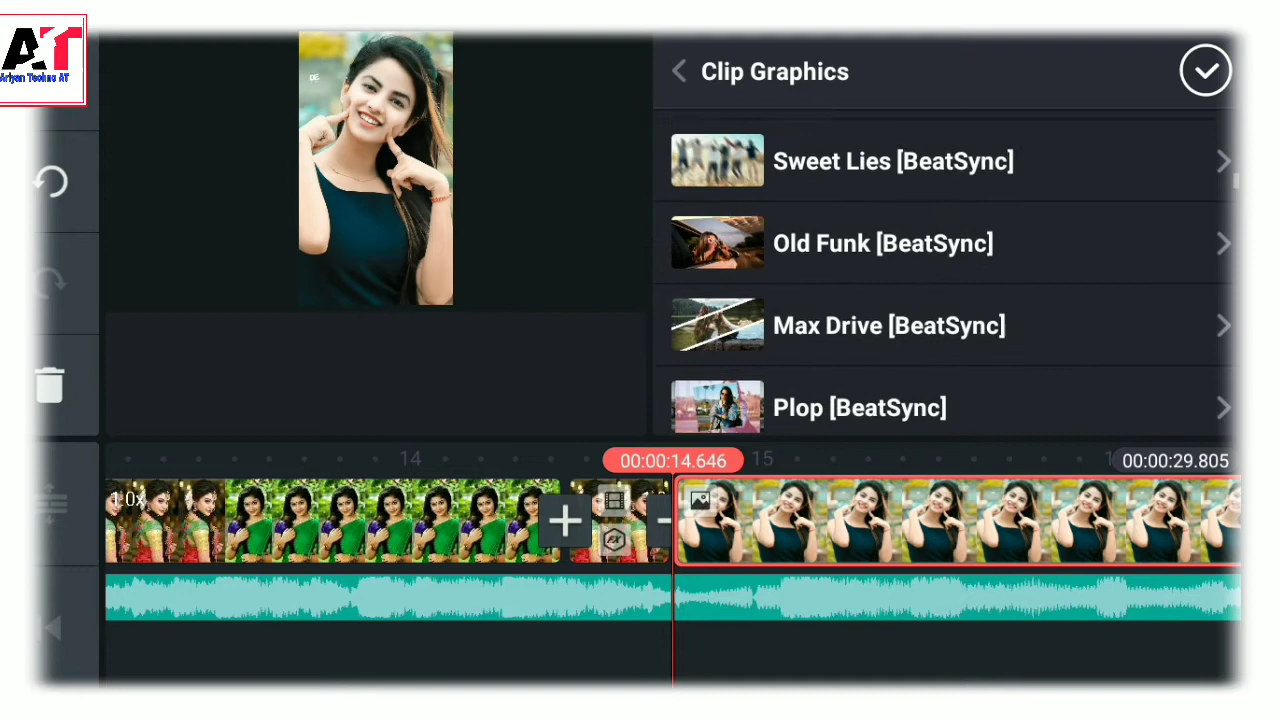 AT
Ariyan Techno AT
Clip Graphics
Sweet Lies [BeatSync]
Old Funk [BeatSync]
Max Drive [BeatSync]
Plop [BeatSync]
14
00:00:14.646
15
00:00:29.805
1.0x
FX